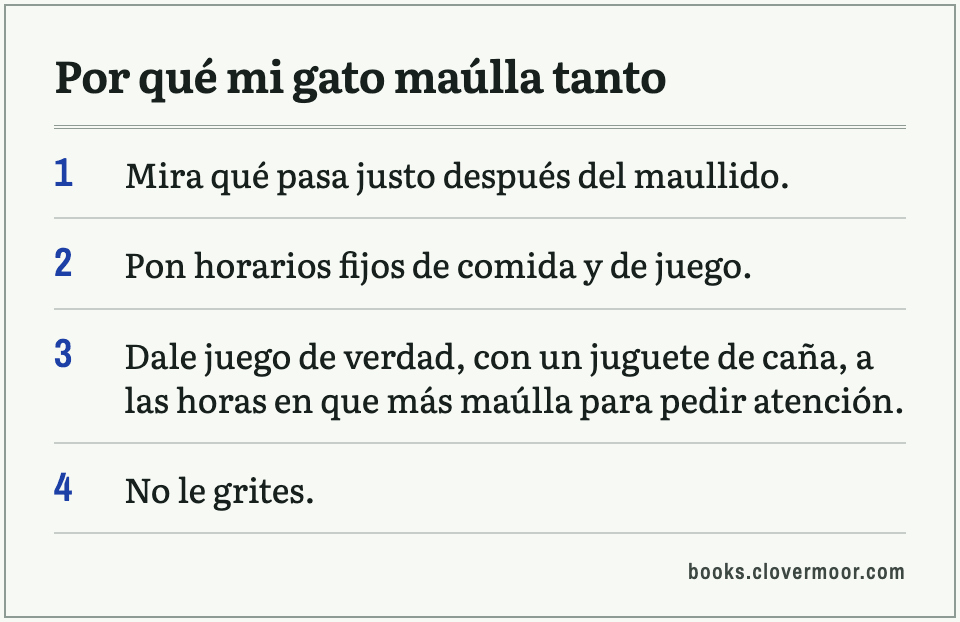 Por qué mi gato maúlla tanto
1 Mira qué pasa justo después del maullido.
2 Pon horarios fijos de comida y de juego.
3 Dale juego de verdad, con un juguete de caña, a
las horas en que más maúlla para pedir atención.
4 No le grites.
books.clovermoor.com